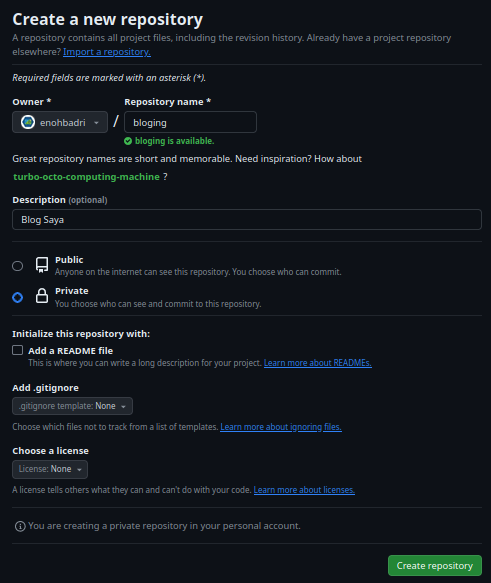 Create a new repository
A repository contains all project files, including the revision history. Already have a project repository
elsewhere? Import a repository.
Required fields are marked with an asterisk (*).
Owner *
Repository name *
enohbadri
/
bloging
bloging is available.
Great repository names are short and memorable. Need inspiration? How about
turbo-octo-computing-machine ?
Description (optional)
Blog Saya
Public
Anyone on the internet can see this repository. You choose who can commit.
Private
You choose who can see and commit to this repository.
Initialize this repository with:
Add a README file
This is where you can write a long description for your project. Learn more about READMEs.
Add .gitignore
.gitignore template: None
Choose which files not to track from a list of templates. Learn more about ignoring files.
Choose a license
License: None
A license tells others what they can and can't do with your code. Learn more about licenses.
You are creating a private repository in your personal account.
Create repository